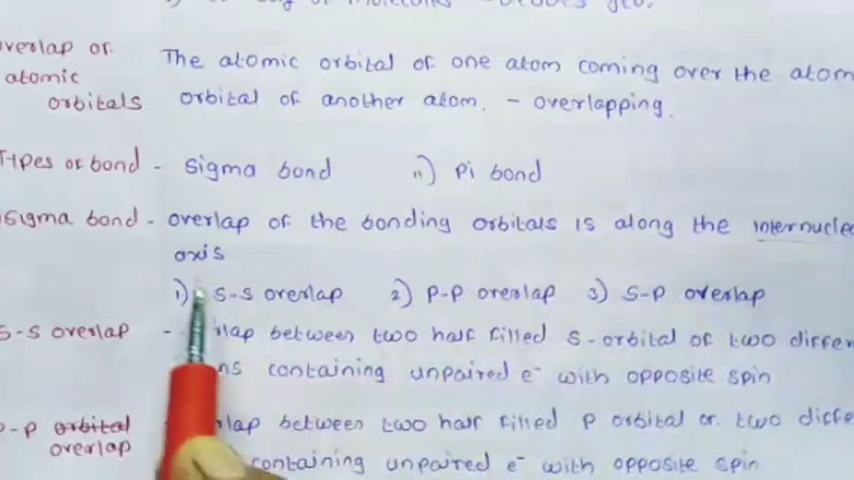 overlap of The atomic orbital of one atom coming over the atom
atomic
orbitals orbital of another atom. - overlapping.
Types of bond - Sigma bond ii) Pi bond
Sigma bond - overlap of the bonding orbitals is along the internucle
axis
1) S-S overlap 2) P-P overlap 3) S-P overlap
S-S overlap - between two half filled S-orbital of two differ
containing unpaired e⁻ with opposite spin
P-P orbital between two half filled P orbital of two diffe
overlap containing unpaired e⁻ with opposite spin